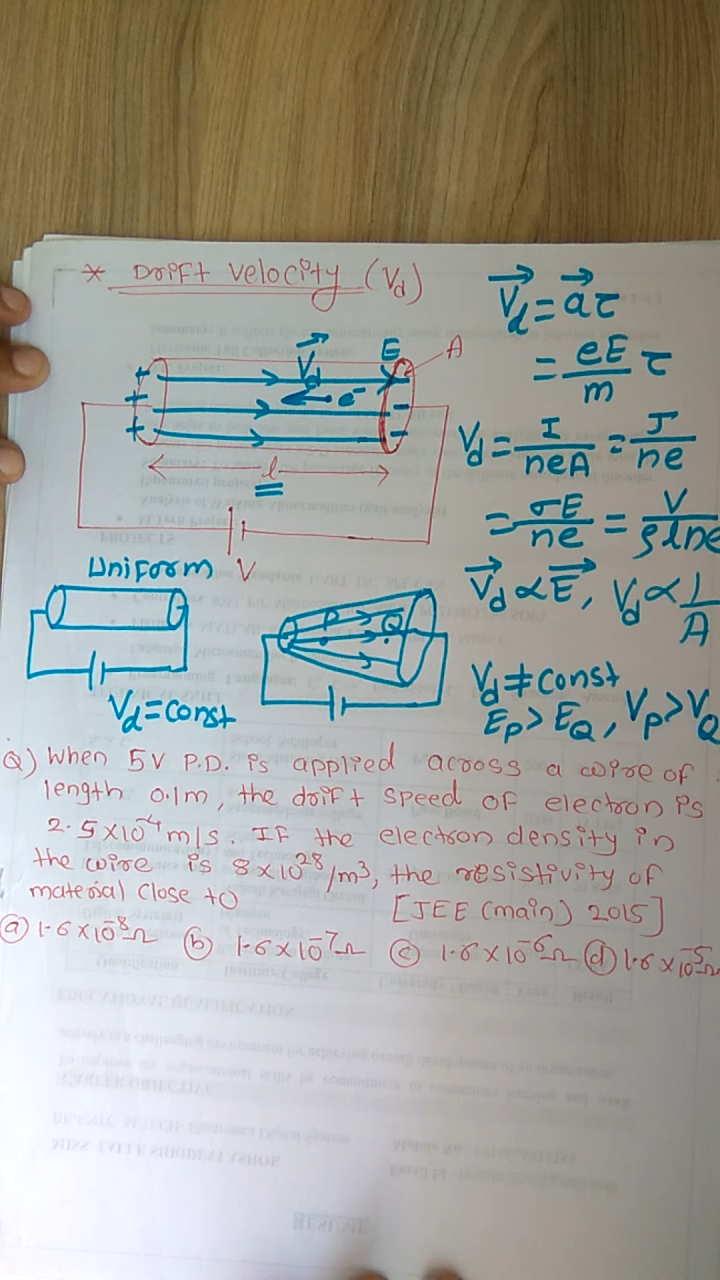 * Drift velocity (Vd)
Vd = aτ
= eE/m τ
Vd
E
A
e⁻
+ + +
- - -
l
V
Vd = I/neA = J/ne
= σE/ne = V/ρlne
Vd ∝ E, Vd ∝ 1/A
Uniform
Vd = const
P Q
Vd ≠ const
EP > EQ, VP > VQ
Q) When 5V P.D. is applied across a wire of
length 0.1m, the drift speed of electron is
2.5×10⁻⁴ m/s. If the electron density in
the wire is 8×10²⁸/m³, the resistivity of
material close to
[JEE (main) 2015]
ⓐ 1.6×10⁻⁸Ω ⓑ 1.6×10⁻⁷Ω ⓒ 1.6×10⁻⁶Ω ⓓ 1.6×10⁻⁵Ω